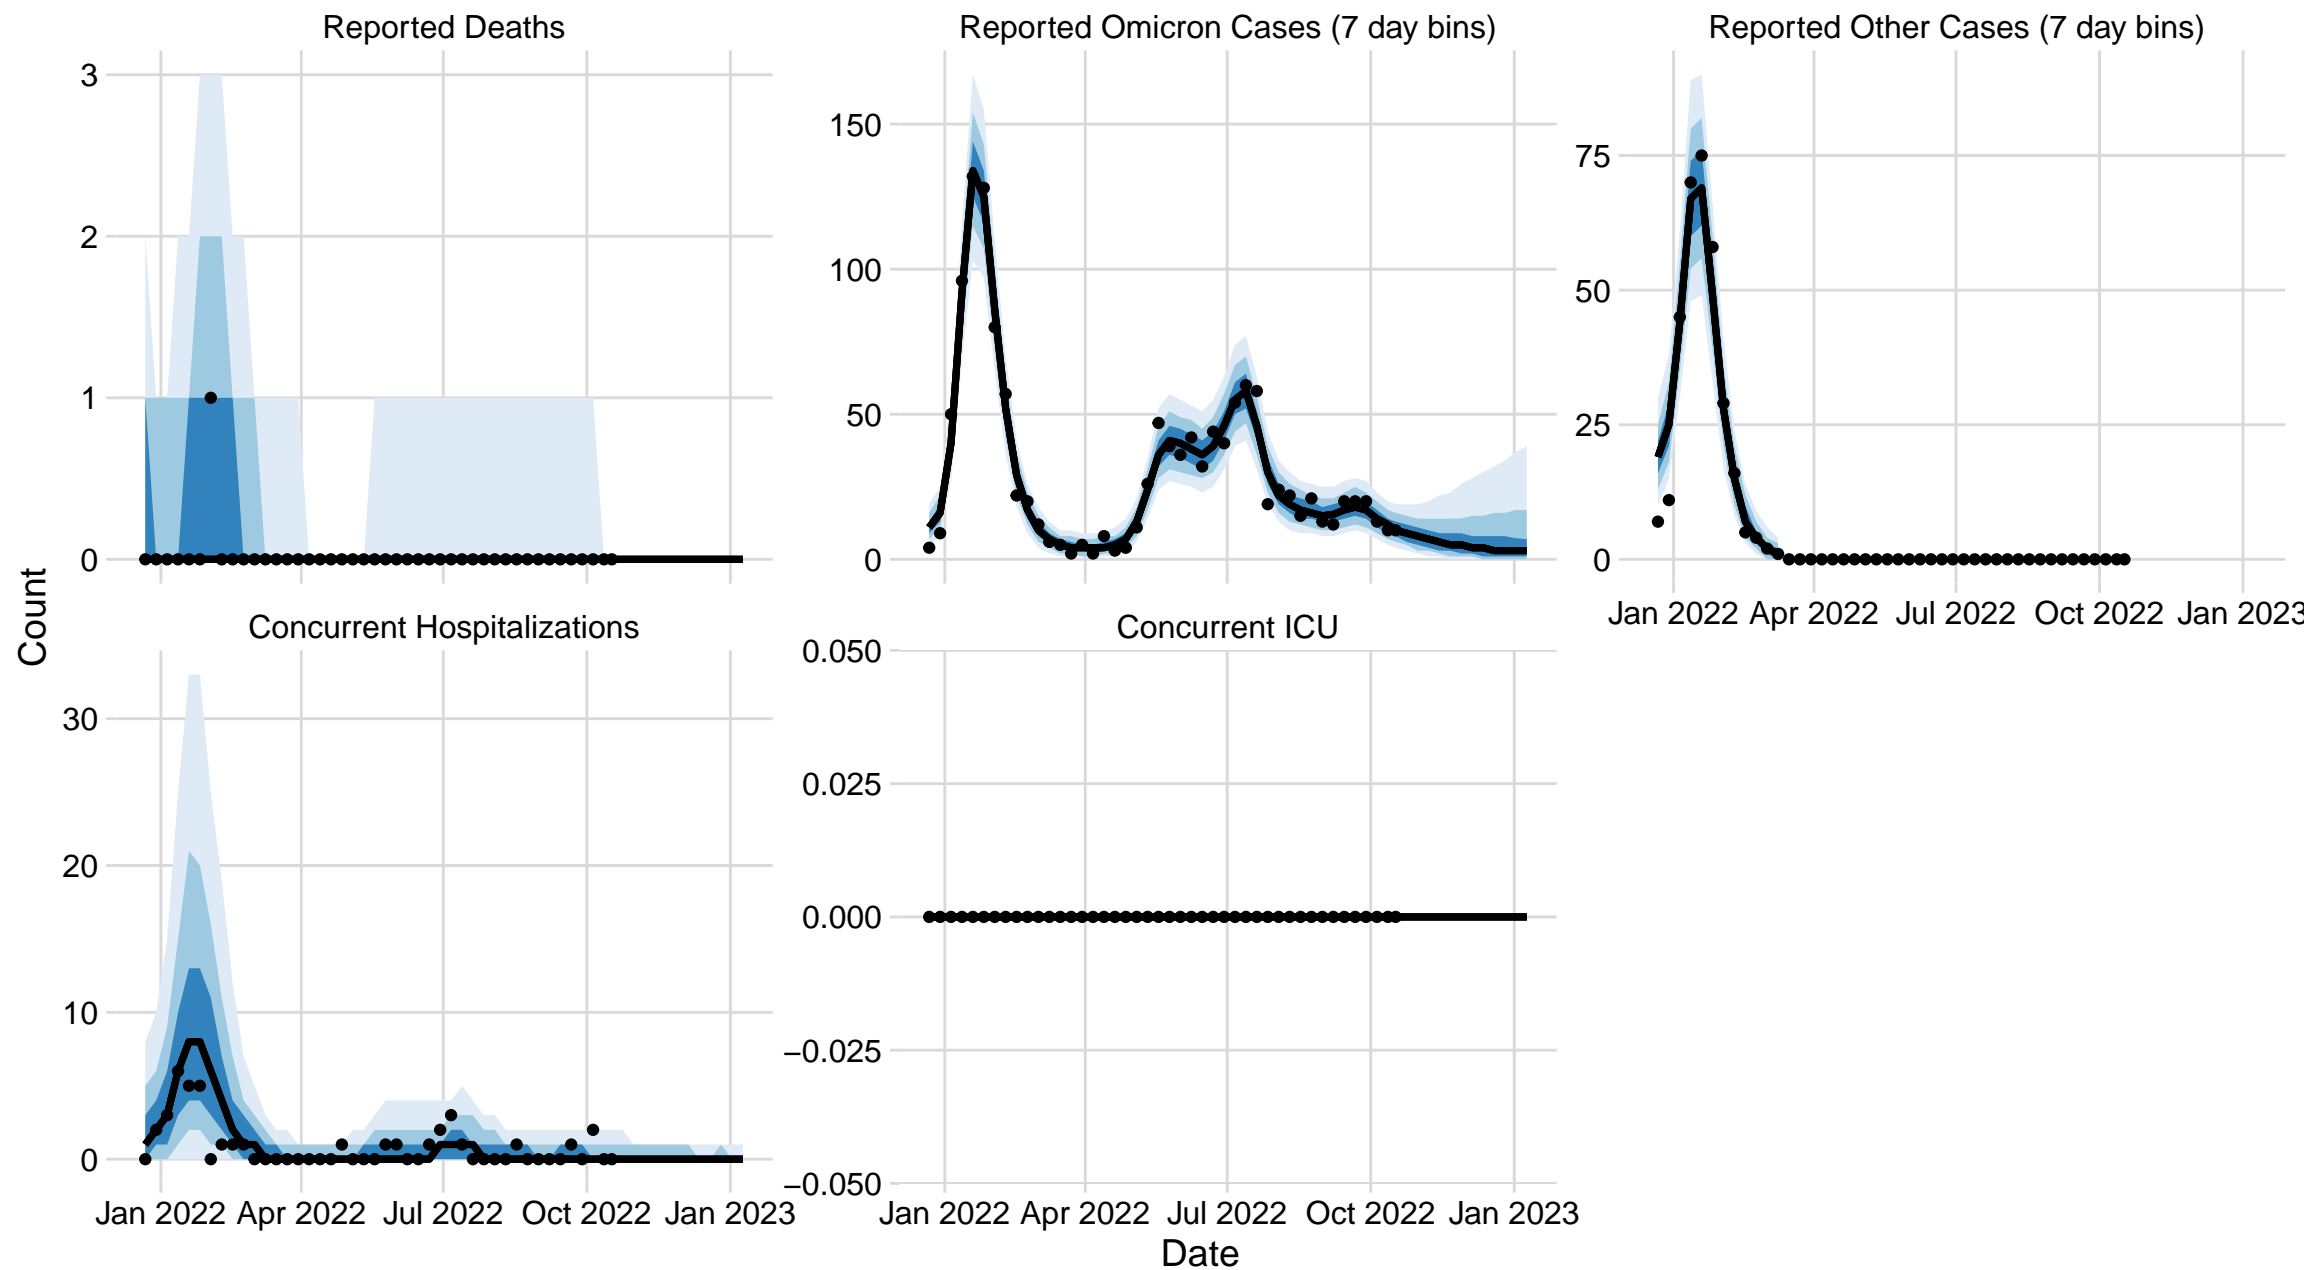 Reported Deaths
Reported Omicron Cases (7 day bins)
Reported Other Cases (7 day bins)
3
2
1
0
150
100
50
0
75
50
25
0
Jan 2022 Apr 2022 Jul 2022 Oct 2022 Jan 2023
Count
Concurrent Hospitalizations
Concurrent ICU
30
20
10
0
0.050
0.025
0.000
−0.025
−0.050
Jan 2022 Apr 2022 Jul 2022 Oct 2022 Jan 2023
Jan 2022 Apr 2022 Jul 2022 Oct 2022 Jan 2023
Date